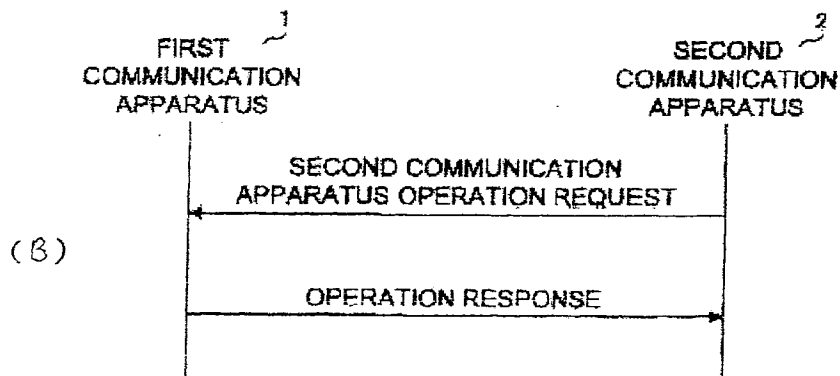 1
FIRST
COMMUNICATION
APPARATUS
2
SECOND
COMMUNICATION
APPARATUS
SECOND COMMUNICATION
APPARATUS OPERATION REQUEST
(B)
OPERATION RESPONSE